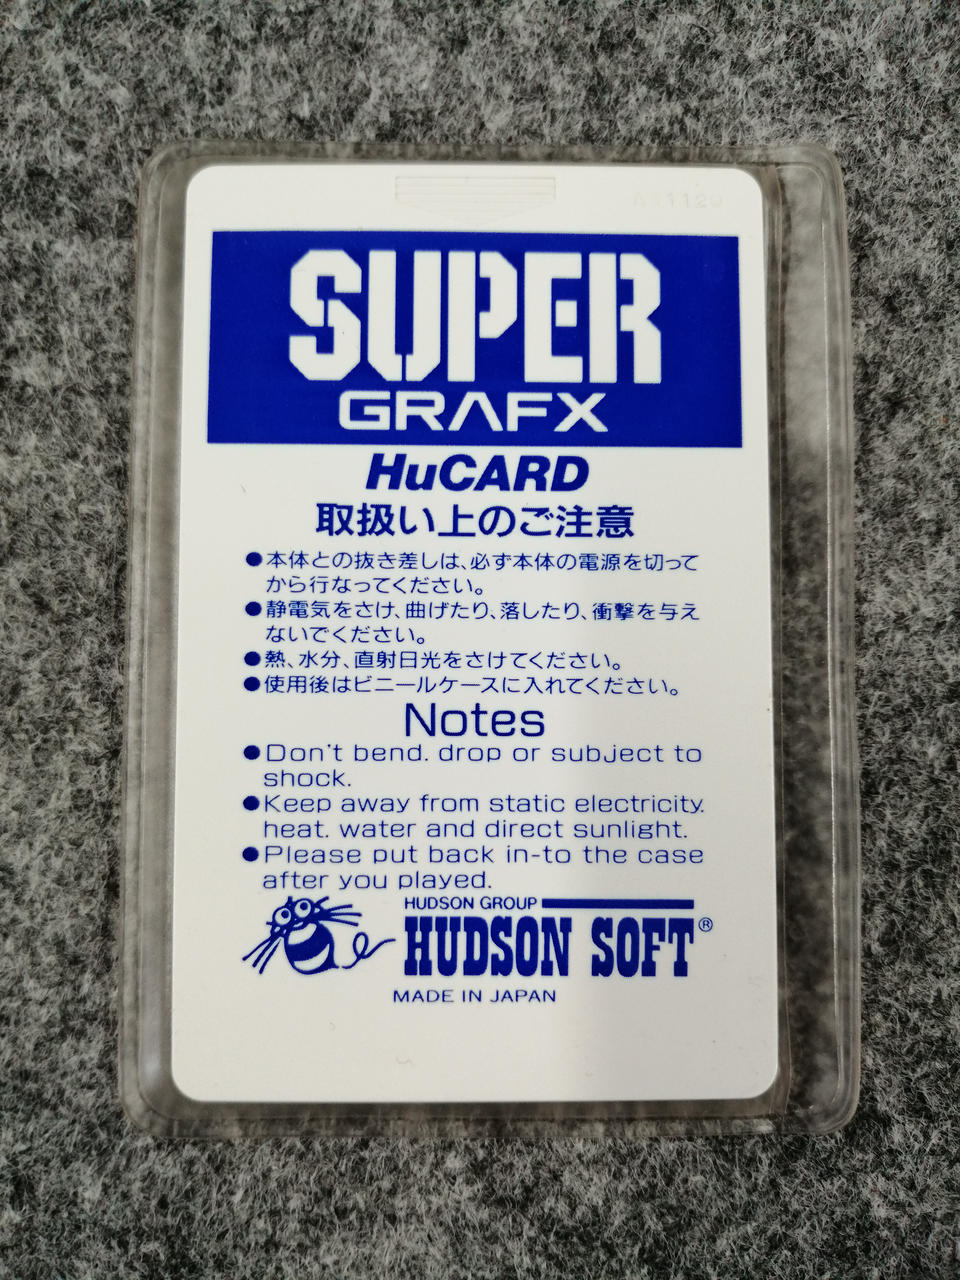 SUPER
GRAFX
HuCARD
取扱い上のご注意
●本体との抜き差しは、必ず本体の電源を切って
から行なってください。
●静電気をさけ、曲げたり、落したり、衝撃を与え
ないでください。
●熱、水分、直射日光をさけてください。
●使用後はビニールケースに入れてください。
Notes
●Don't bend. drop or subject to
shock.
●Keep away from static electricity.
heat. water and direct sunlight.
●Please put back in-to the case
after you played.
HUDSON GROUP
HUDSON SOFT®
MADE IN JAPAN